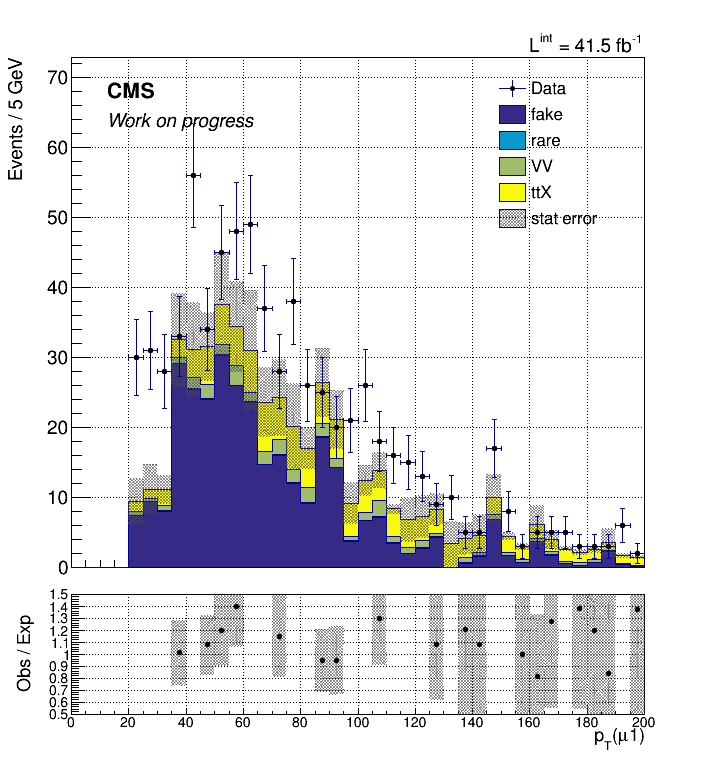 L^int = 41.5 fb^-1
Events / 5 GeV
70
60
50
40
30
20
10
0
CMS
Work on progress
Data
fake
rare
VV
ttX
stat error
Obs / Exp
1.5
1.4
1.3
1.2
1.1
1
0.9
0.8
0.7
0.6
0.5
0 20 40 60 80 100 120 140 160 180 200
p_T(μ1)